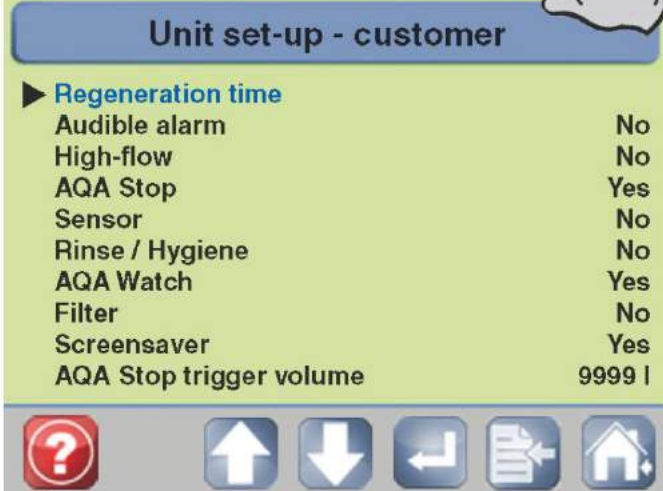 Unit set-up - customer
Regeneration time
Audible alarm No
High-flow No
AQA Stop Yes
Sensor No
Rinse / Hygiene No
AQA Watch Yes
Filter No
Screensaver Yes
AQA Stop trigger volume 9999 l
?